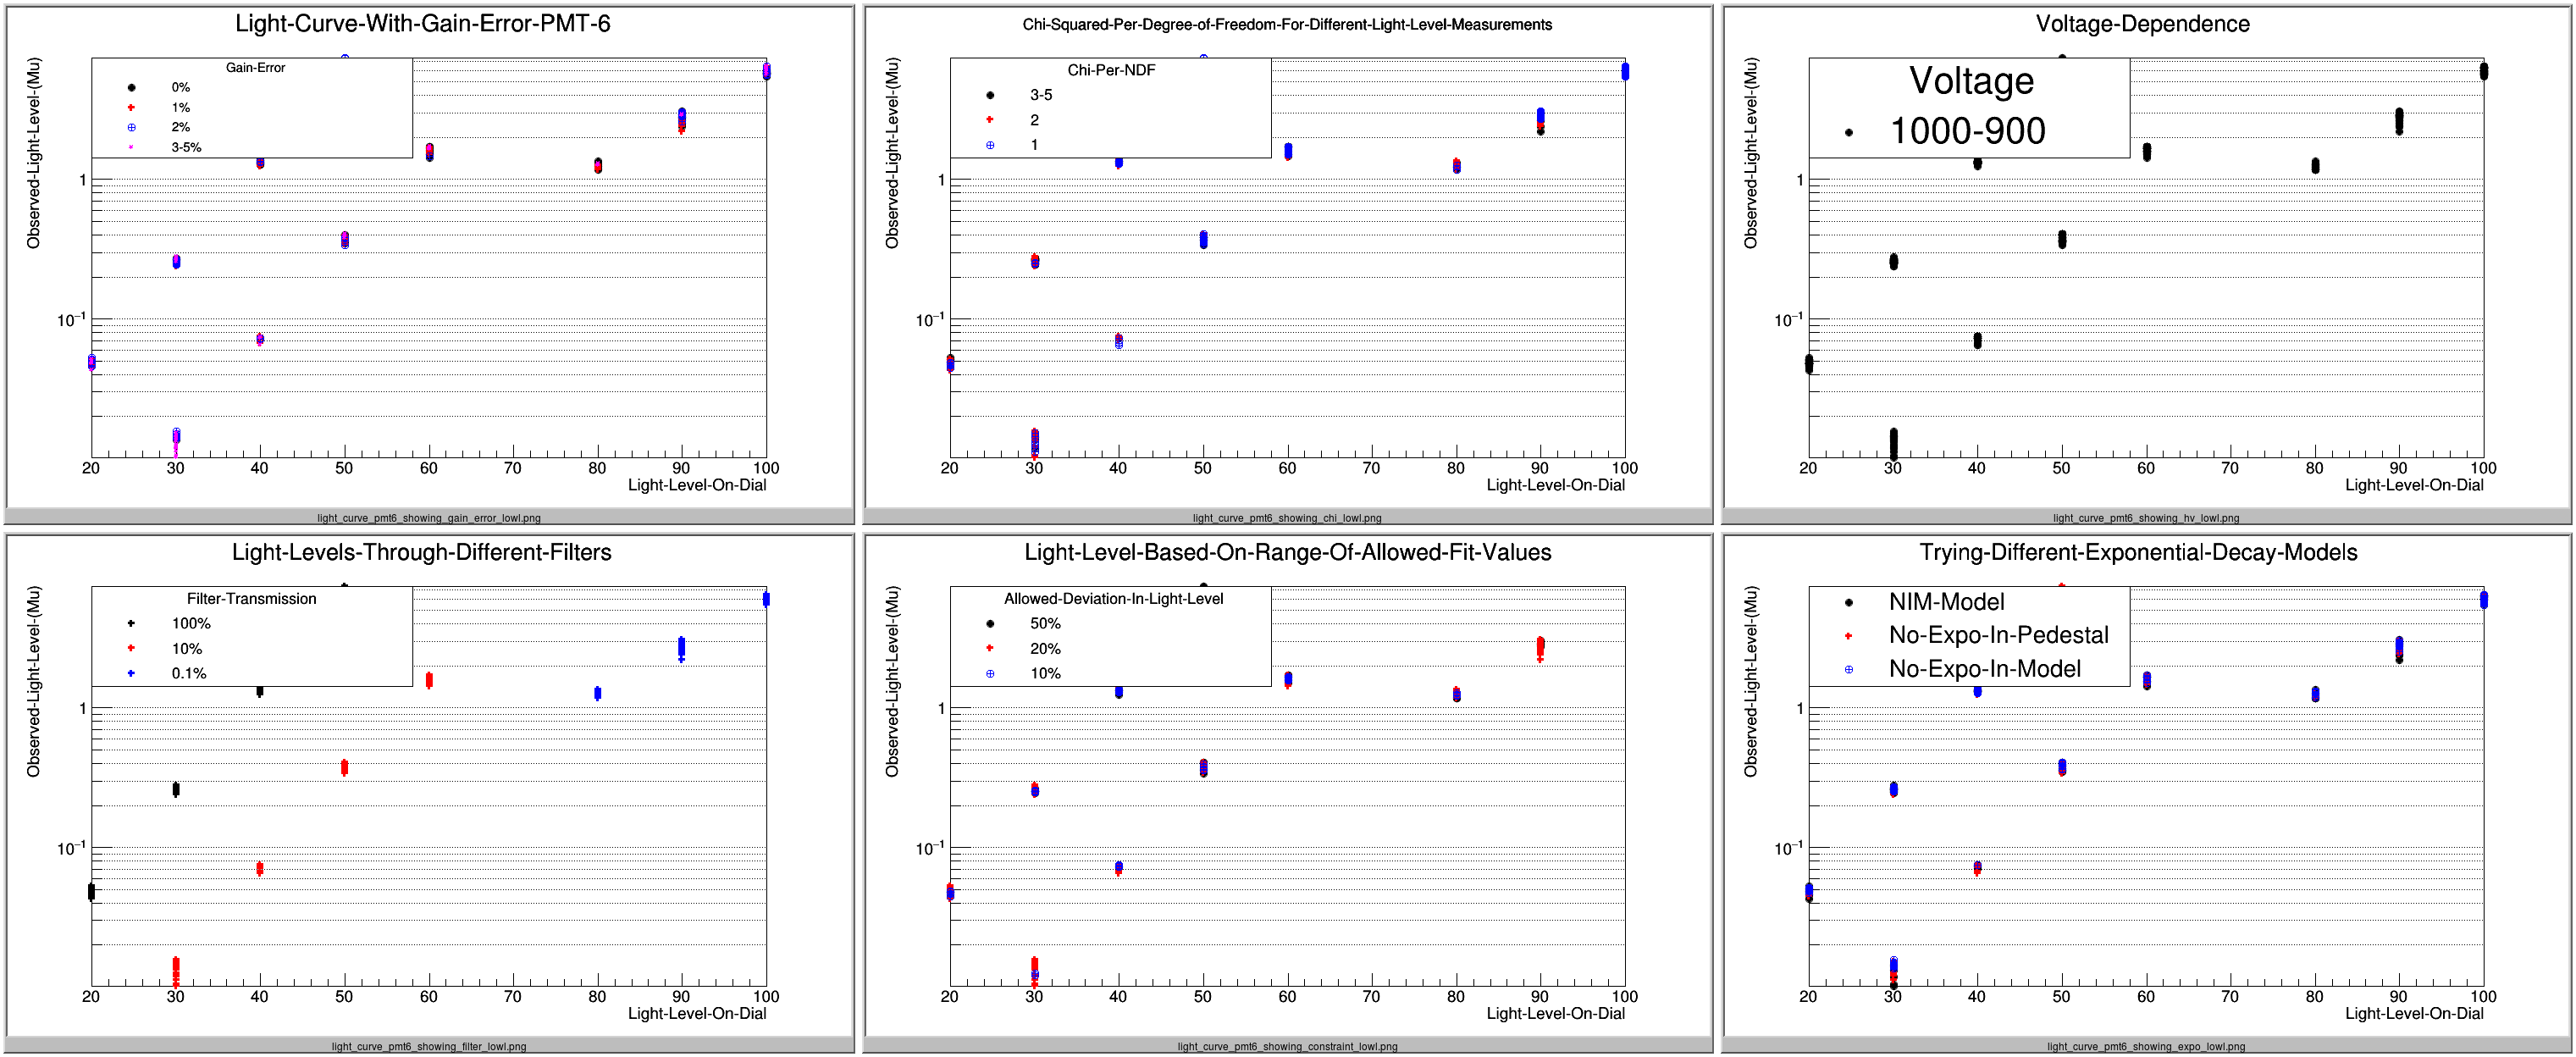 Light-Curve-With-Gain-Error-PMT-6
Observed-Light-Level-(Mu)
Gain-Error
0%
1%
2%
3-5%
1
10⁻¹
20 30 40 50 60 70 80 90 100
Light-Level-On-Dial
light_curve_pmt6_showing_gain_error_lowl.png
Chi-Squared-Per-Degree-of-Freedom-For-Different-Light-Level-Measurements
Observed-Light-Level-(Mu)
Chi-Per-NDF
3-5
2
1
1
10⁻¹
20 30 40 50 60 70 80 90 100
Light-Level-On-Dial
light_curve_pmt6_showing_chi_lowl.png
Voltage-Dependence
Observed-Light-Level-(Mu)
Voltage
1000-900
1
10⁻¹
20 30 40 50 60 70 80 90 100
Light-Level-On-Dial
light_curve_pmt6_showing_hv_lowl.png
Light-Levels-Through-Different-Filters
Observed-Light-Level-(Mu)
Filter-Transmission
100%
10%
0.1%
1
10⁻¹
20 30 40 50 60 70 80 90 100
Light-Level-On-Dial
light_curve_pmt6_showing_filter_lowl.png
Light-Level-Based-On-Range-Of-Allowed-Fit-Values
Observed-Light-Level-(Mu)
Allowed-Deviation-In-Light-Level
50%
20%
10%
1
10⁻¹
20 30 40 50 60 70 80 90 100
Light-Level-On-Dial
light_curve_pmt6_showing_constraint_lowl.png
Trying-Different-Exponential-Decay-Models
Observed-Light-Level-(Mu)
NIM-Model
No-Expo-In-Pedestal
No-Expo-In-Model
1
10⁻¹
20 30 40 50 60 70 80 90 100
Light-Level-On-Dial
light_curve_pmt6_showing_expo_lowl.png